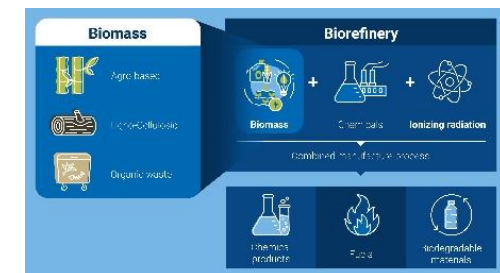 Biomass
Agro based
Ligno-Cellulosic
Organic waste
Biorefinery
Biomass
+
Chemicals
+
Ionizing radiation
Combined manufacture process
Chemical
products
Fuels
Biodegradable
materials